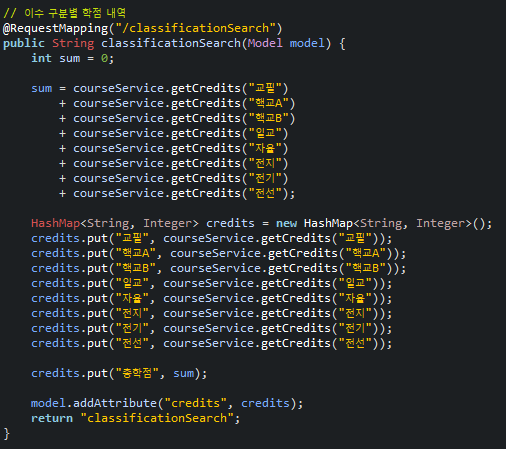 // 이수 구분별 학점 내역
@RequestMapping("/classificationSearch")
public String classificationSearch(Model model) {
int sum = 0;
sum = courseService.getCredits("교필")
+ courseService.getCredits("핵교A")
+ courseService.getCredits("핵교B")
+ courseService.getCredits("일교")
+ courseService.getCredits("자율")
+ courseService.getCredits("전지")
+ courseService.getCredits("전기")
+ courseService.getCredits("전선");
HashMap<String, Integer> credits = new HashMap<String, Integer>();
credits.put("교필", courseService.getCredits("교필"));
credits.put("핵교A", courseService.getCredits("핵교A"));
credits.put("핵교B", courseService.getCredits("핵교B"));
credits.put("일교", courseService.getCredits("일교"));
credits.put("자율", courseService.getCredits("자율"));
credits.put("전지", courseService.getCredits("전지"));
credits.put("전기", courseService.getCredits("전기"));
credits.put("전선", courseService.getCredits("전선"));
credits.put("총학점", sum);
model.addAttribute("credits", credits);
return "classificationSearch";
}